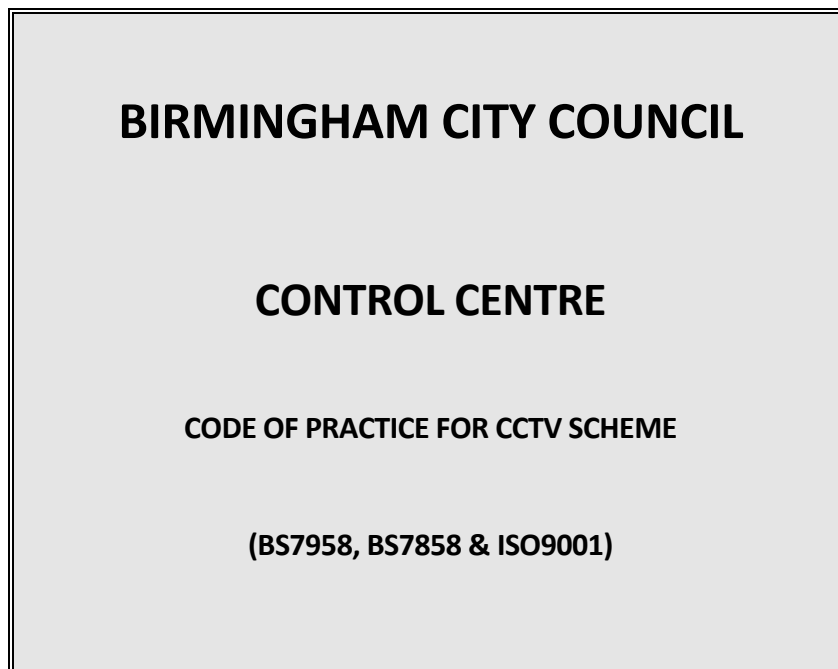 BIRMINGHAM CITY COUNCIL
CONTROL CENTRE
CODE OF PRACTICE FOR CCTV SCHEME
(BS7958, BS7858 & ISO9001)